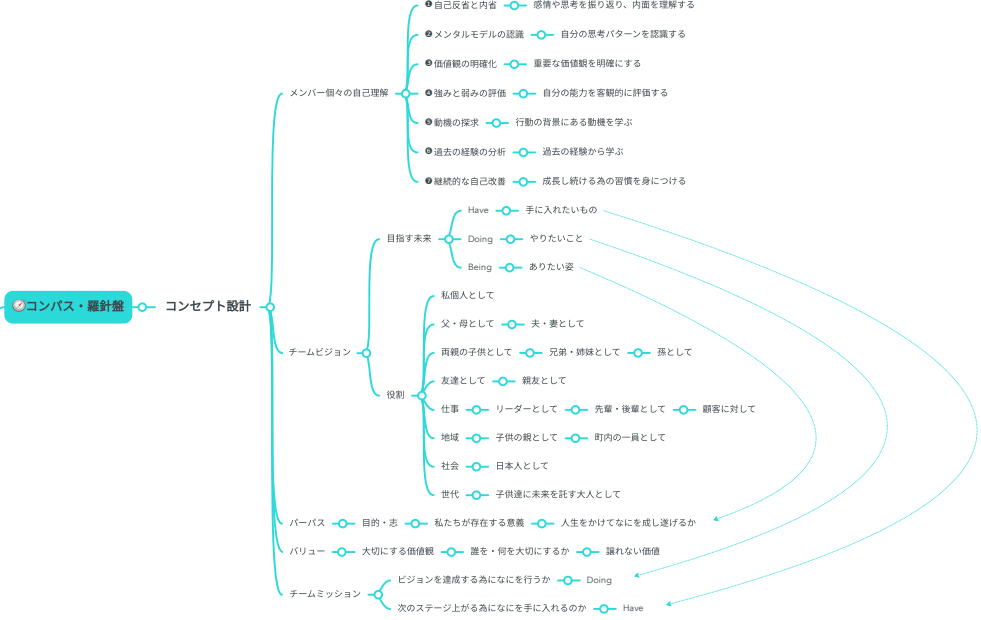 🧭コンパス・羅針盤
コンセプト設計
メンバー個々の自己理解
❶自己反省と内省 感情や思考を振り返り、内面を理解する
❷メンタルモデルの認識 自分の思考パターンを認識する
❸価値観の明確化 重要な価値観を明確にする
❹強みと弱みの評価 自分の能力を客観的に評価する
❺動機の探求 行動の背景にある動機を学ぶ
❻過去の経験の分析 過去の経験から学ぶ
❼継続的な自己改善 成長し続ける為の習慣を身につける
チームビジョン
目指す未来
Have 手に入れたいもの
Doing やりたいこと
Being ありたい姿
役割
私個人として
父・母として 夫・妻として
両親の子供として 兄弟・姉妹として 孫として
友達として 親友として
仕事 リーダーとして 先輩・後輩として 顧客に対して
地域 子供の親として 町内の一員として
社会 日本人として
世代 子供達に未来を託す大人として
パーパス 目的・志 私たちが存在する意義 人生をかけてなにを成し遂げるか
バリュー 大切にする価値観 誰を・何を大切にするか 譲れない価値
チームミッション
ビジョンを達成する為になにを行うか Doing
次のステージ上がる為になにを手に入れるのか Have